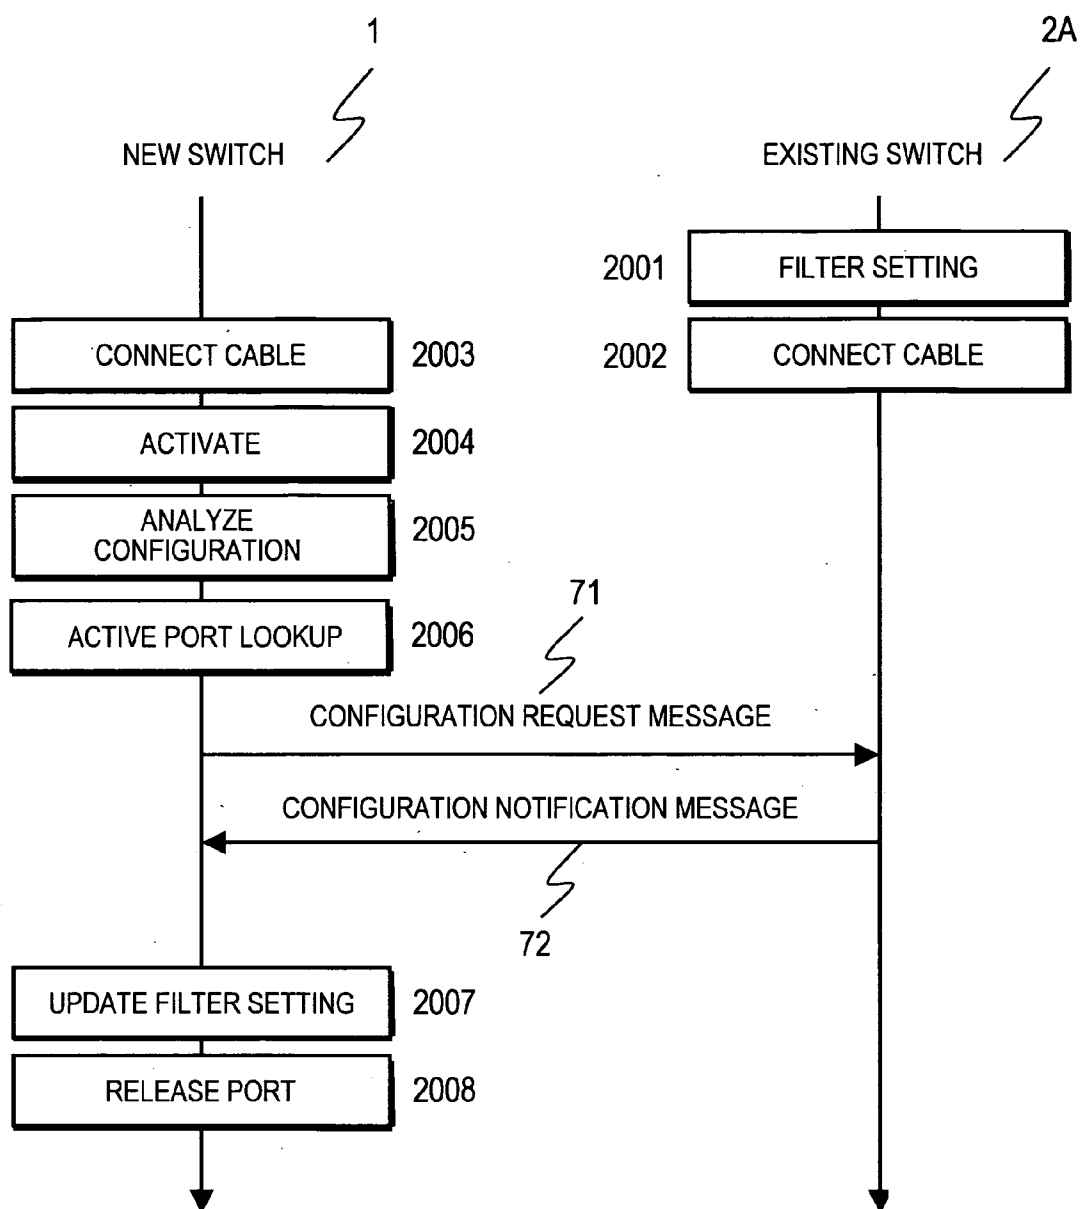 1
2A
NEW SWITCH
EXISTING SWITCH
2001
FILTER SETTING
CONNECT CABLE
2003
2002
CONNECT CABLE
ACTIVATE
2004
ANALYZE
CONFIGURATION
2005
ACTIVE PORT LOOKUP
2006
71
CONFIGURATION REQUEST MESSAGE
CONFIGURATION NOTIFICATION MESSAGE
72
UPDATE FILTER SETTING
2007
RELEASE PORT
2008